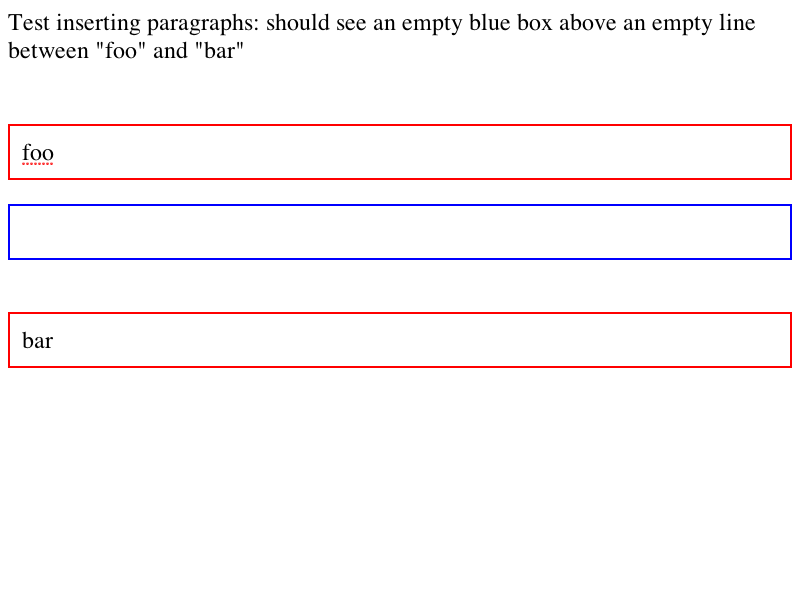 Test inserting paragraphs: should see an empty blue box above an empty line
between "foo" and "bar"
foo
bar